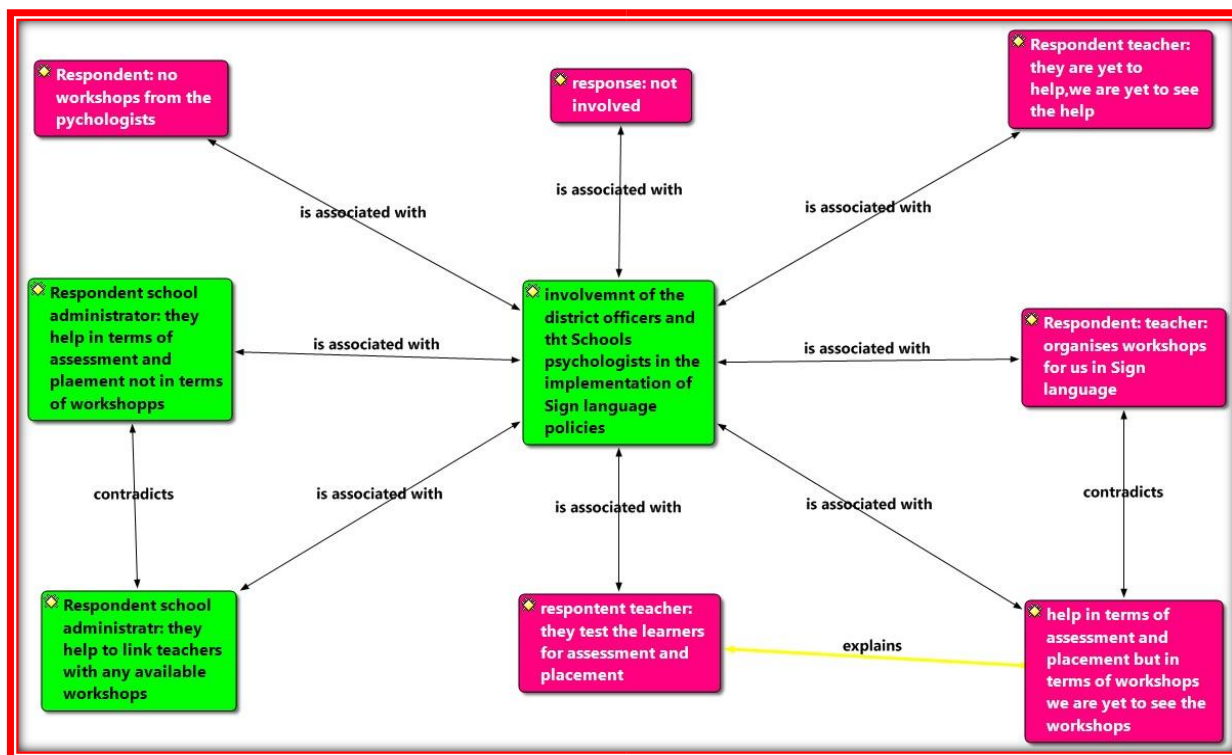 Respondent: no
workshops from the
pychologists
response: not
involved
Respondent teacher:
they are yet to
help,we are yet to see
the help
is associated with
is associated with
is associated with
Respondent school
administrator: they
help in terms of
assessment and
plaement not in terms
of workshopps
is associated with
involvemnt of the
district officers and
tht Schools
psychologists in the
implementation of
Sign language
policies
is associated with
Respondent: teacher:
organises workshops
for us in Sign
language
contradicts
is associated with
is associated with
is associated with
contradicts
Respondent school
administratr: they
help to link teachers
with any available
workshops
respontent teacher:
they test the learners
for assessment and
placement
explains
help in terms of
assessment and
placement but in
terms of workshops
we are yet to see the
workshops